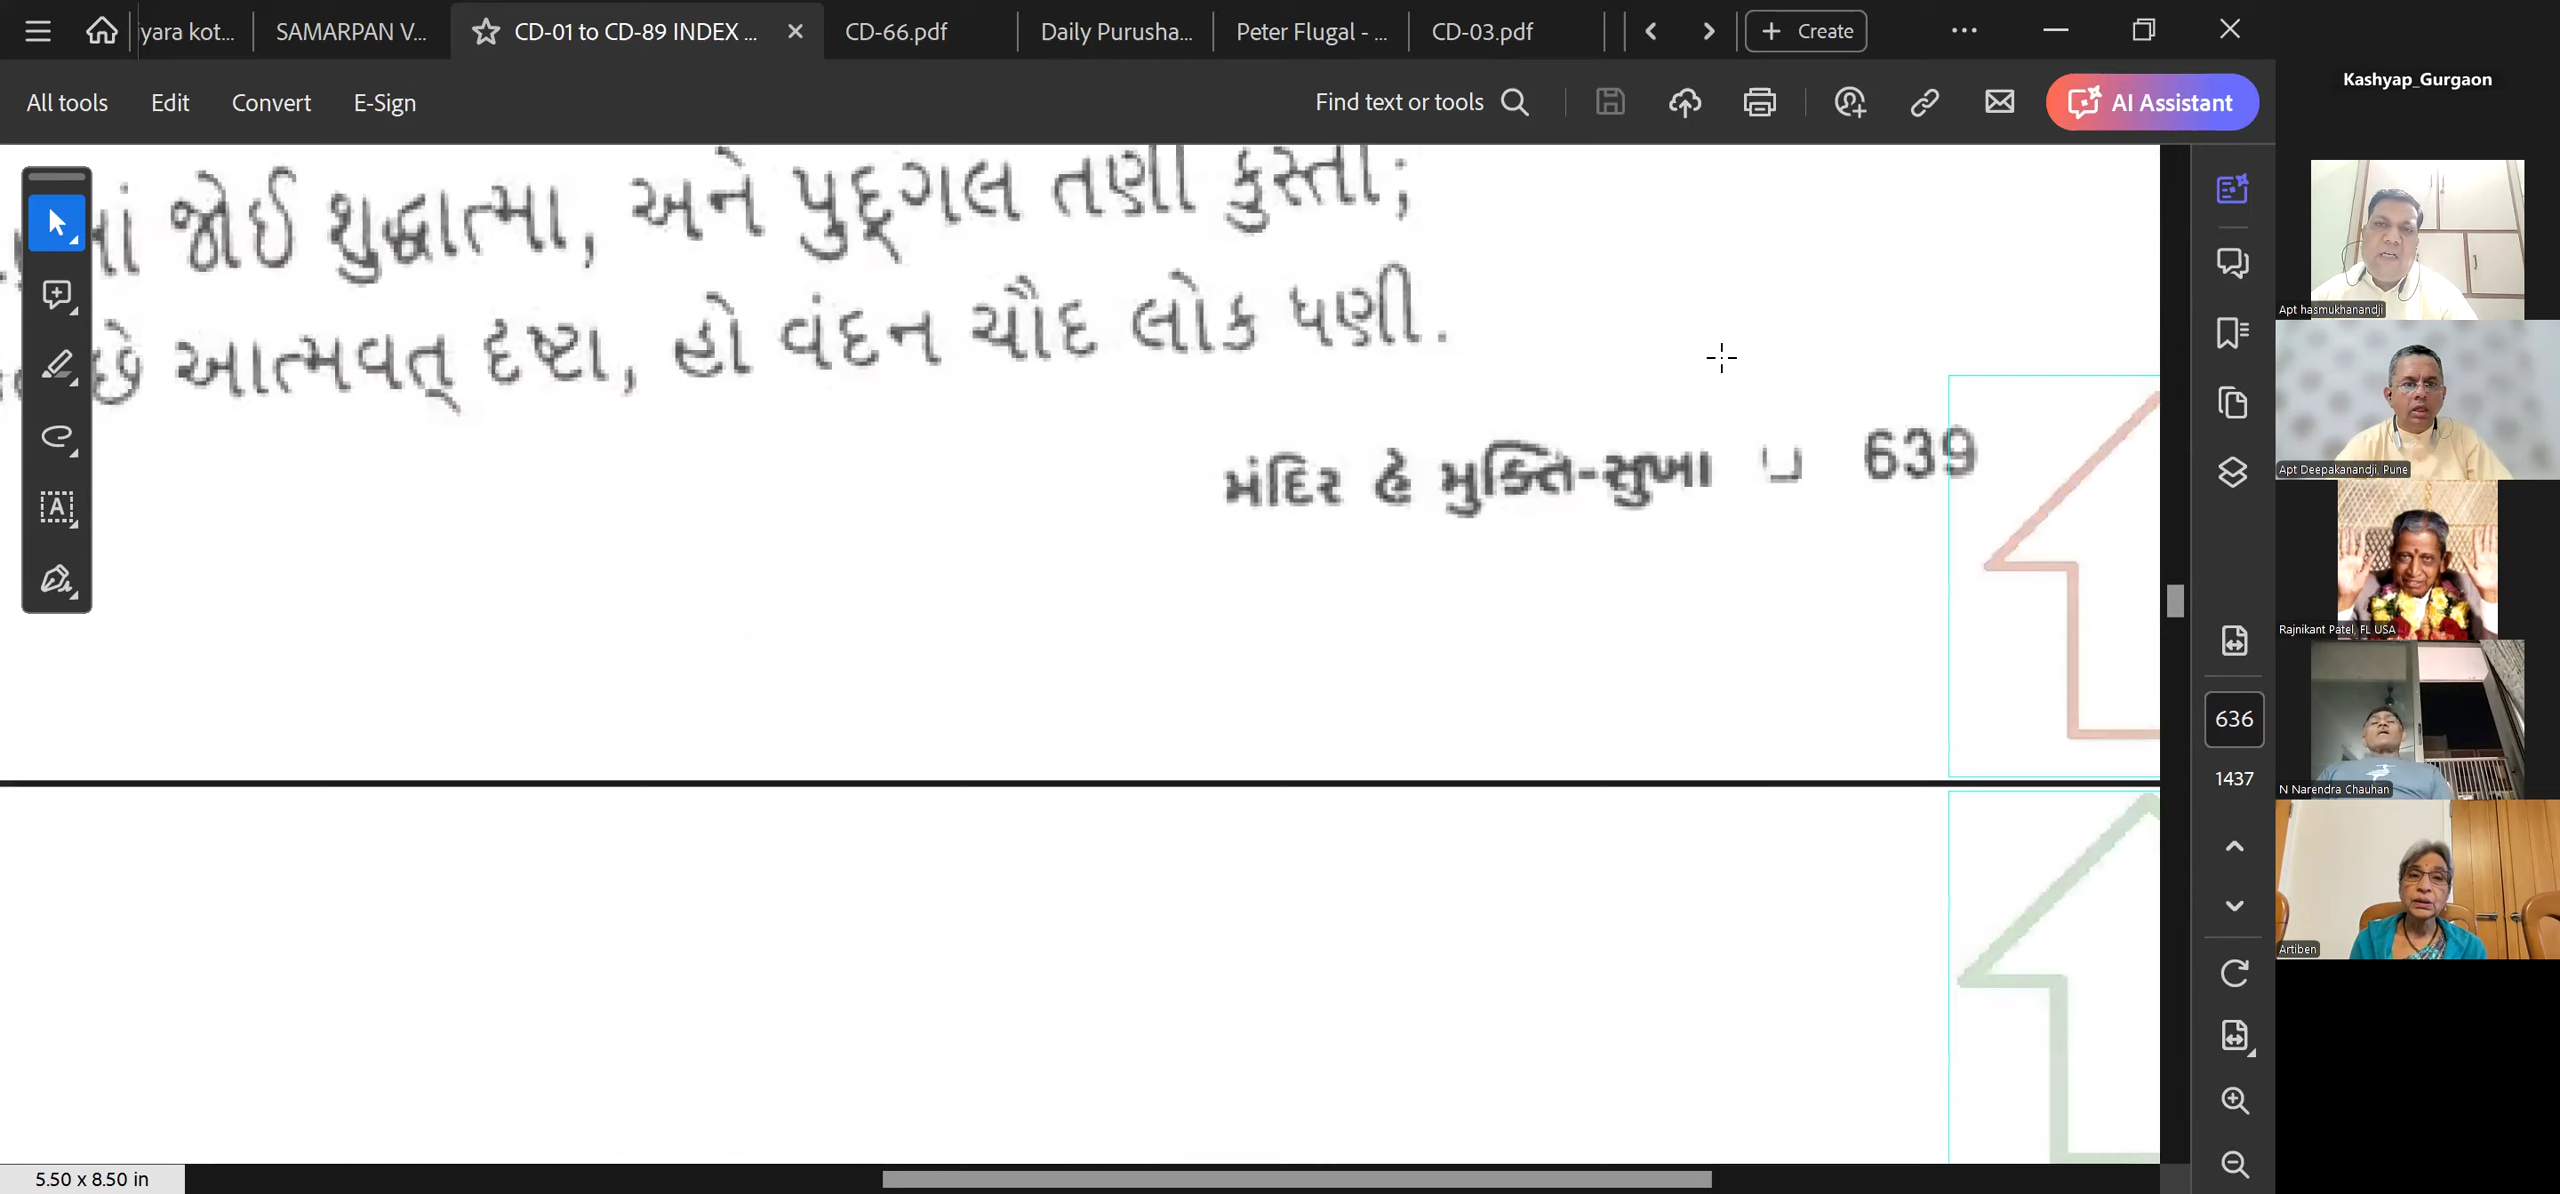 yara kot...
SAMARPAN V...
CD-01 to CD-89 INDEX ...
CD-66.pdf
Daily Purusha...
Peter Flugal - ...
CD-03.pdf
Create
All tools
Edit
Convert
E-Sign
Find text or tools
AI Assistant
જોઈ શુદ્ધાત્મા, અને પુદ્ગલ તણી કુસ્તી;
છે આત્મવત્ દૃષ્ટા, હો વંદન ચૌદ લોક ધણી.
મંદિર હે મુક્તિ-સુખા 639
636
1437
5.50 x 8.50 in
Kashyap_Gurgaon
Apt hasmukhanandji
Apt Deepakanandji, Pune
Rajnikant Patel, FL USA
N Narendra Chauhan
Artiben